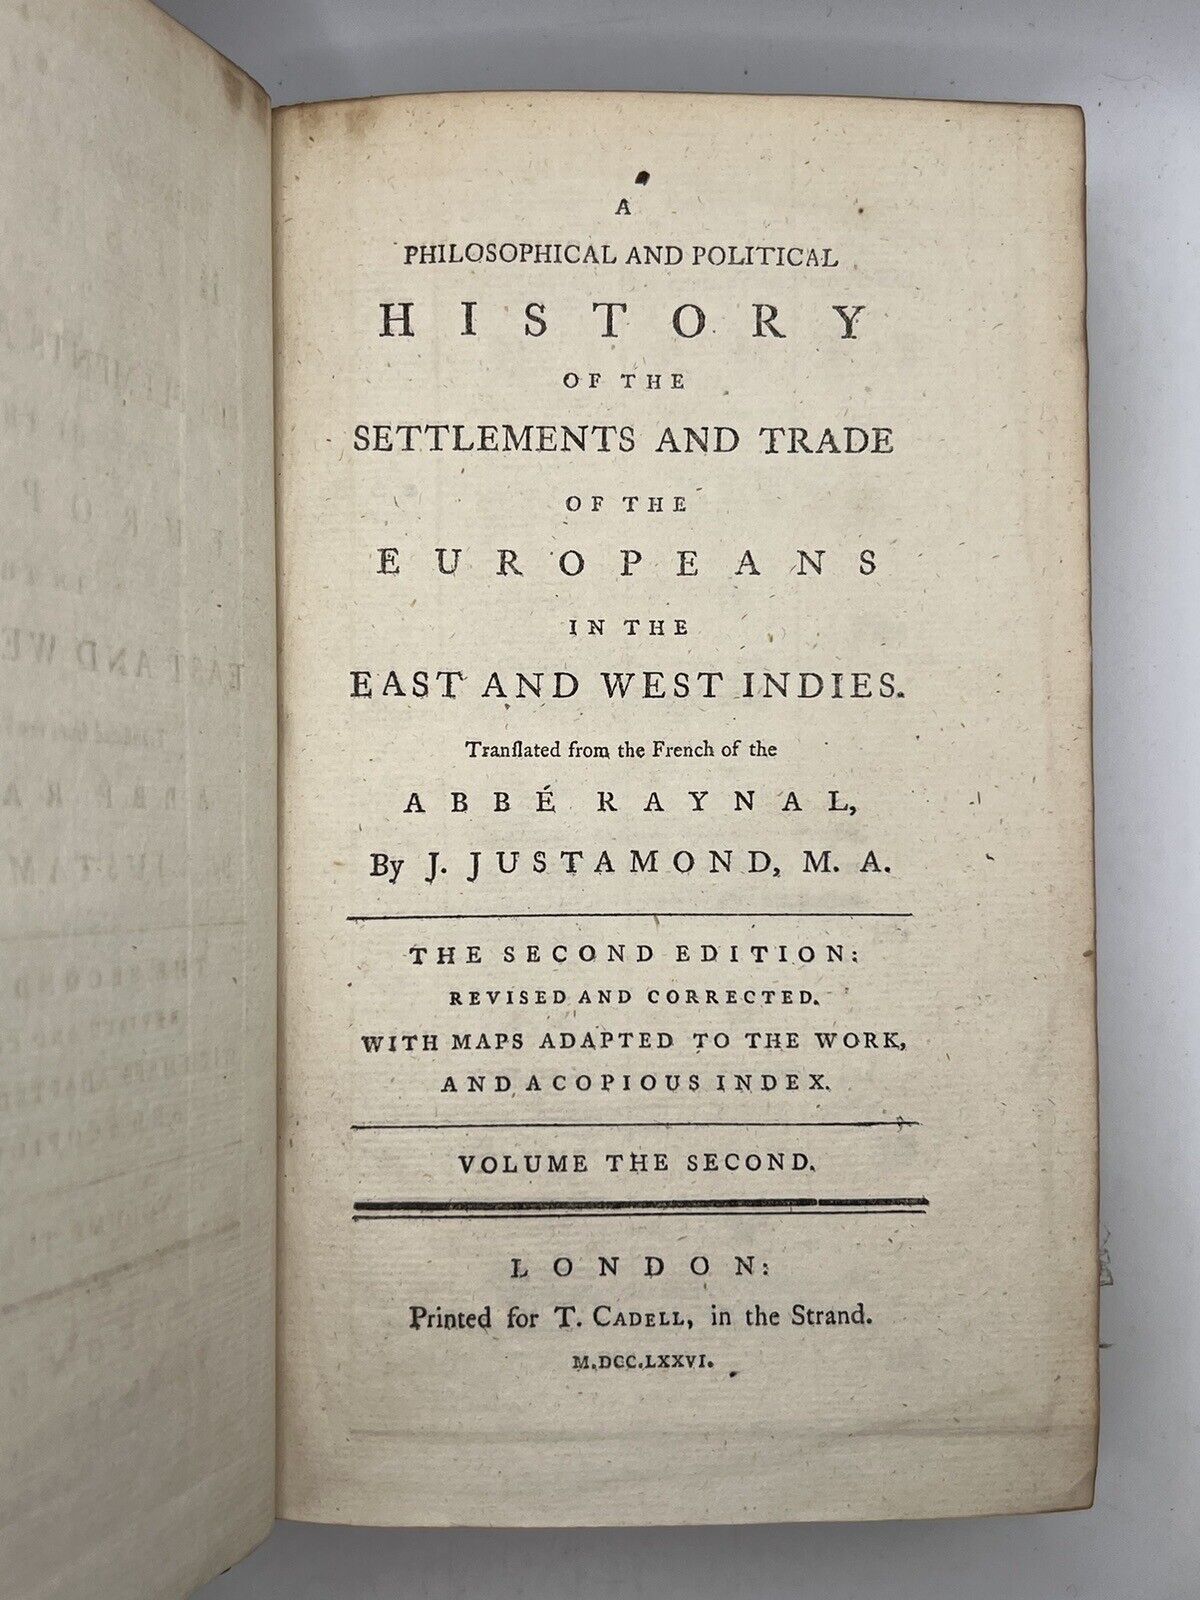 A
PHILOSOPHICAL AND POLITICAL
HISTORY
OF THE
SETTLEMENTS AND TRADE
OF THE
EUROPEANS
IN THE
EAST AND WEST INDIES.
Tranſlated from the French of the
ABBÉ RAYNAL,
By J. JUSTAMOND, M. A.
THE SECOND EDITION:
REVISED AND CORRECTED.
WITH MAPS ADAPTED TO THE WORK,
AND A COPIOUS INDEX.
VOLUME THE SECOND.
LONDON:
Printed for T. CADELL, in the Strand.
M.DCC.LXXVI.